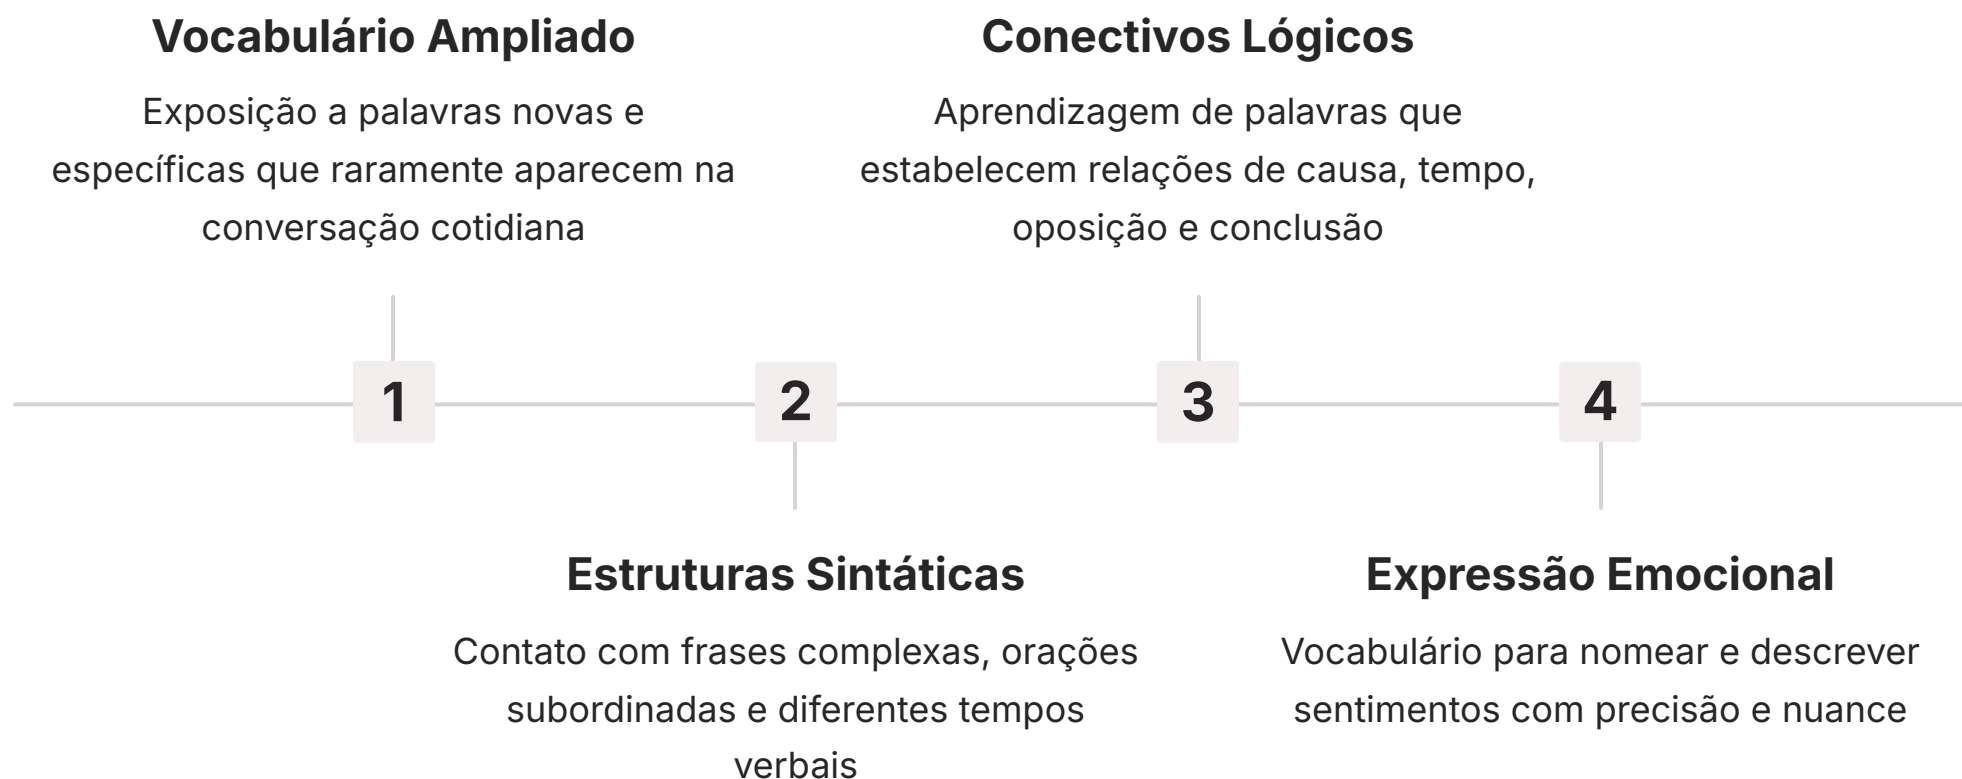 Vocabulário Ampliado
Exposição a palavras novas e
específicas que raramente aparecem na
conversação cotidiana
Conectivos Lógicos
Aprendizagem de palavras que
estabelecem relações de causa, tempo,
oposição e conclusão
1
2
3
4
Estruturas Sintáticas
Contato com frases complexas, orações
subordinadas e diferentes tempos
verbais
Expressão Emocional
Vocabulário para nomear e descrever
sentimentos com precisão e nuance